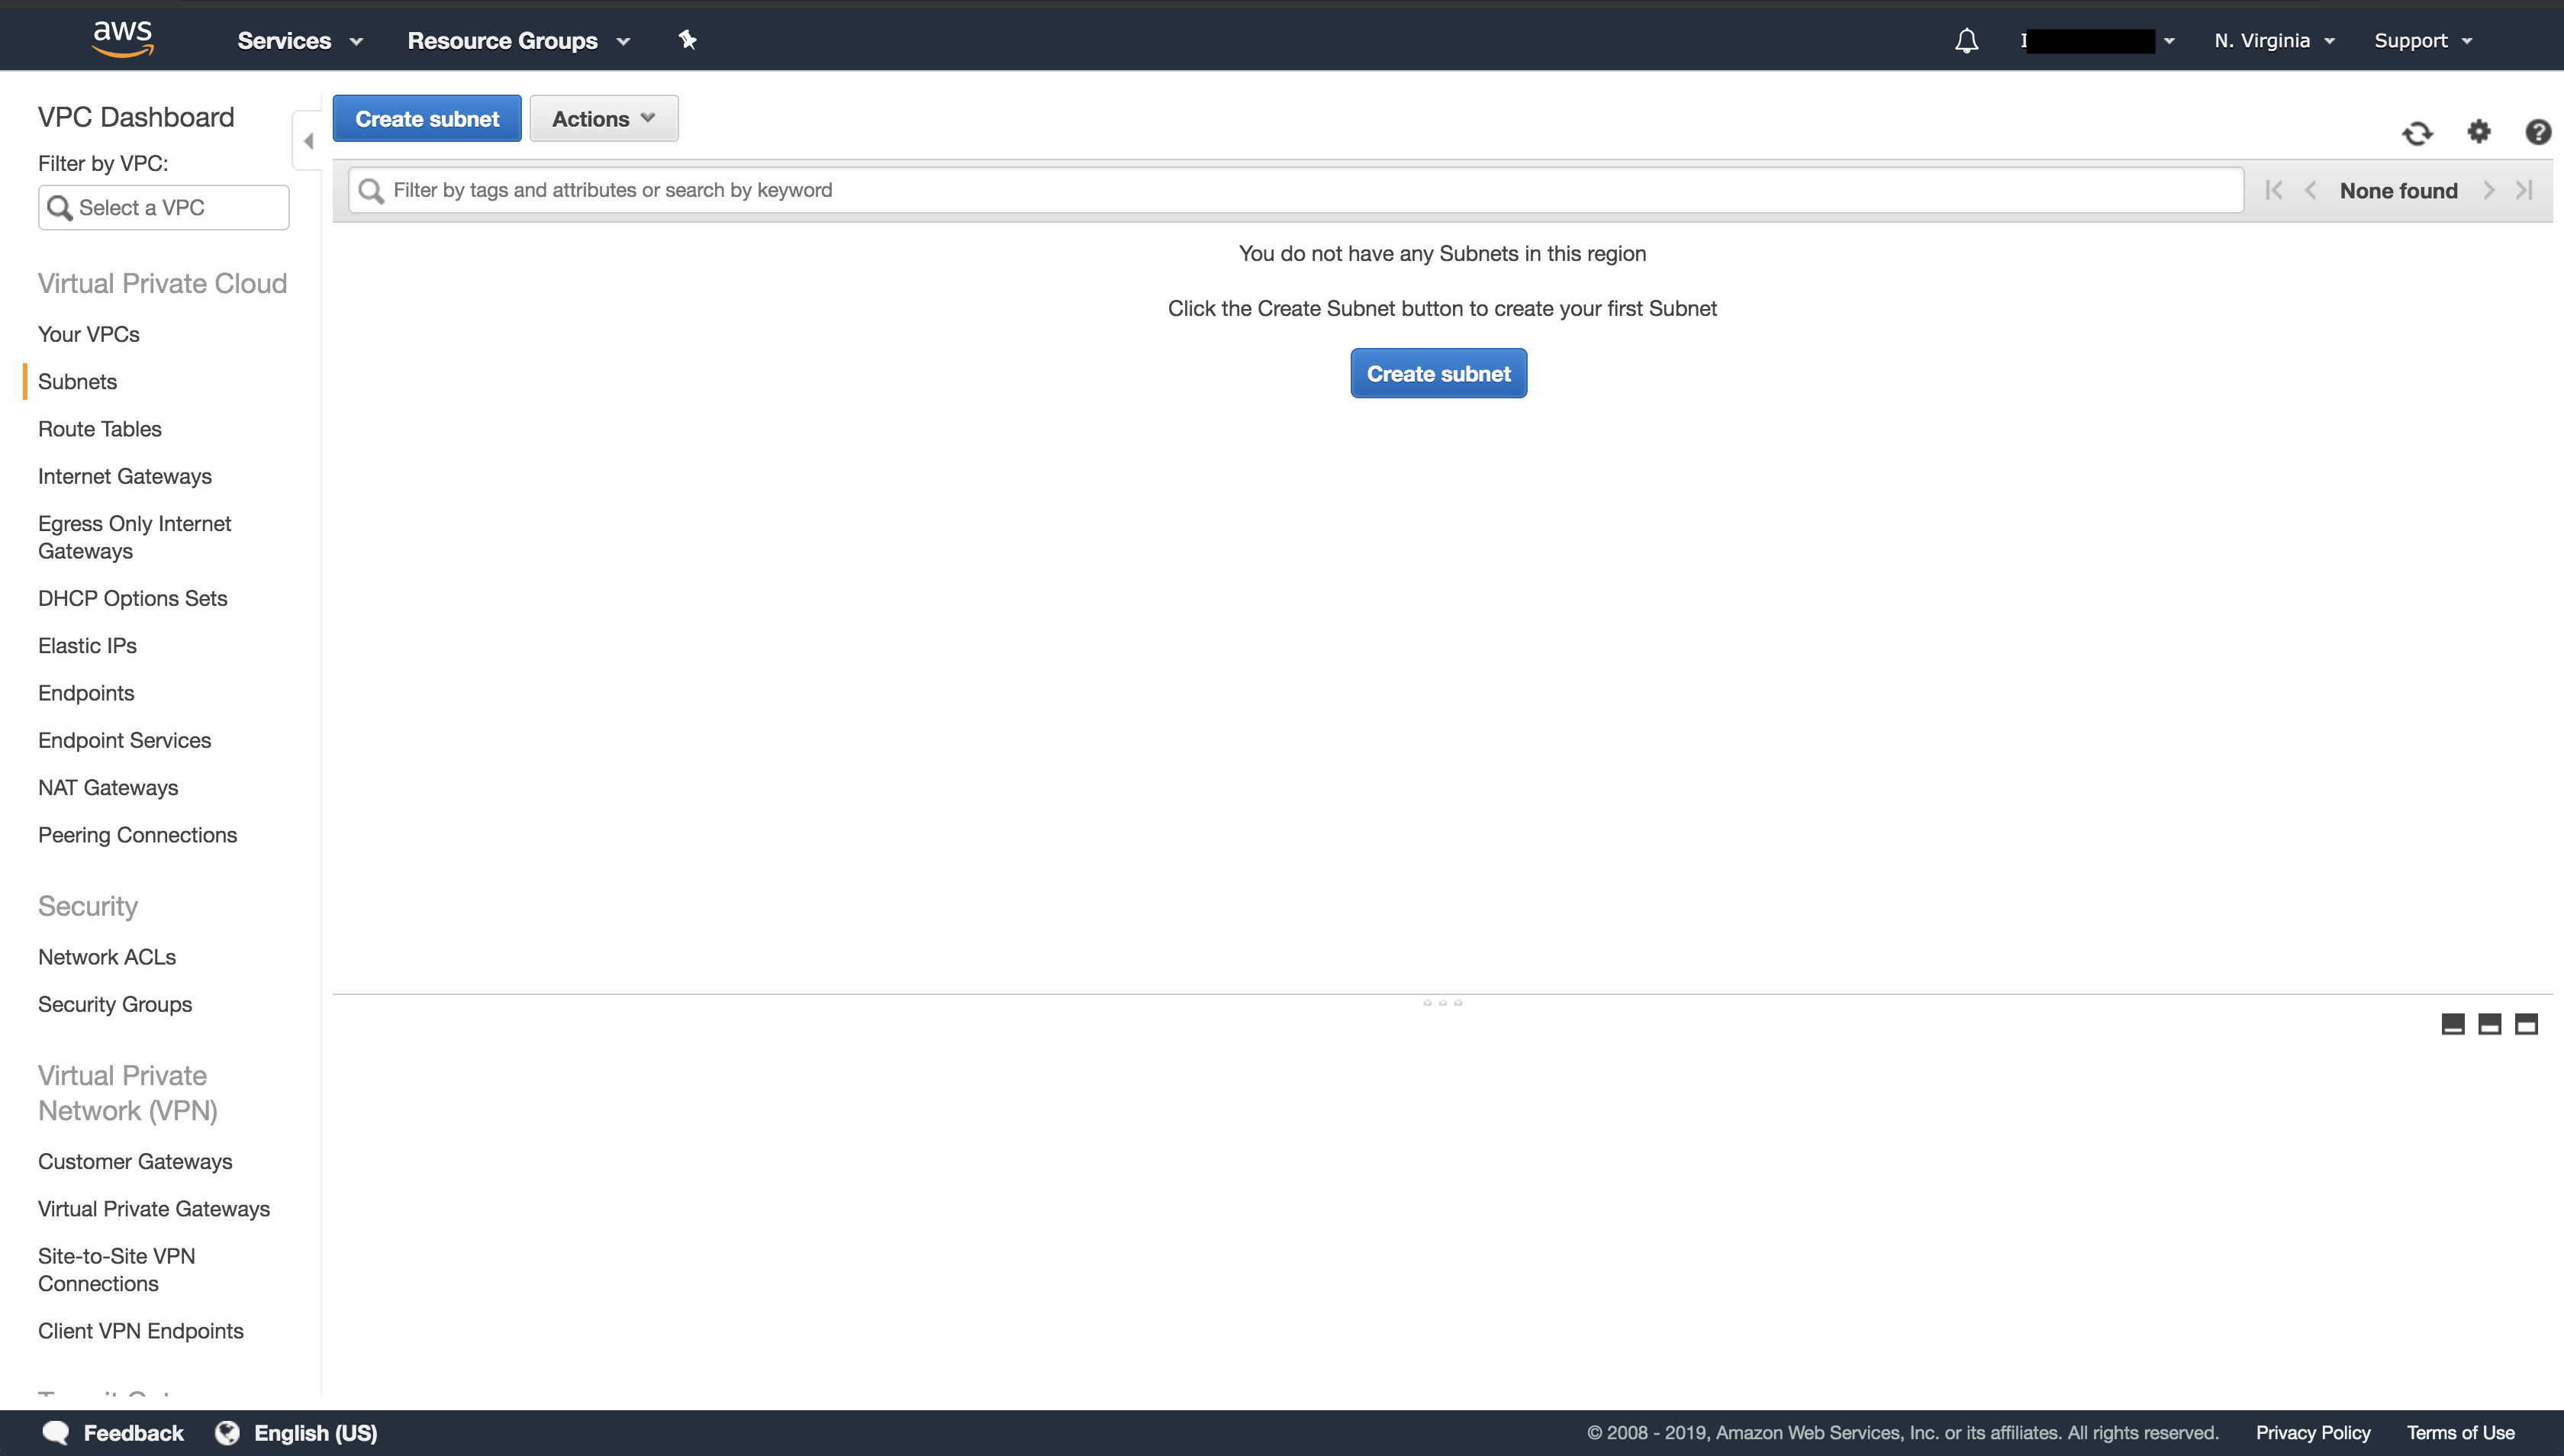 aws
Services
Resource Groups
I
N. Virginia
Support
VPC Dashboard
Filter by VPC:
Select a VPC
Virtual Private Cloud
Your VPCs
Subnets
Route Tables
Internet Gateways
Egress Only Internet
Gateways
DHCP Options Sets
Elastic IPs
Endpoints
Endpoint Services
NAT Gateways
Peering Connections
Security
Network ACLs
Security Groups
Virtual Private
Network (VPN)
Customer Gateways
Virtual Private Gateways
Site-to-Site VPN
Connections
Client VPN Endpoints
Create subnet
Actions
Filter by tags and attributes or search by keyword
None found
You do not have any Subnets in this region
Click the Create Subnet button to create your first Subnet
Create subnet
Feedback
English (US)
© 2008 - 2019, Amazon Web Services, Inc. or its affiliates. All rights reserved.
Privacy Policy
Terms of Use